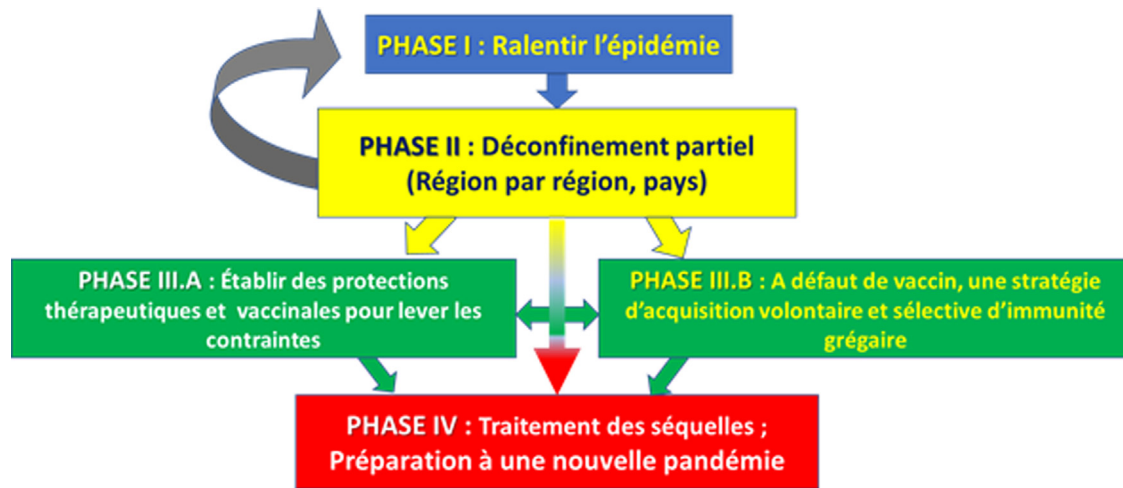 PHASE I : Ralentir l’épidémie
PHASE II : Déconfinement partiel
(Région par région, pays)
PHASE III.A : Établir des protections
thérapeutiques et vaccinales pour lever les
contraintes
PHASE III.B : A défaut de vaccin, une stratégie
d’acquisition volontaire et sélective d’immunité
grégaire
PHASE IV : Traitement des séquelles ;
Préparation à une nouvelle pandémie